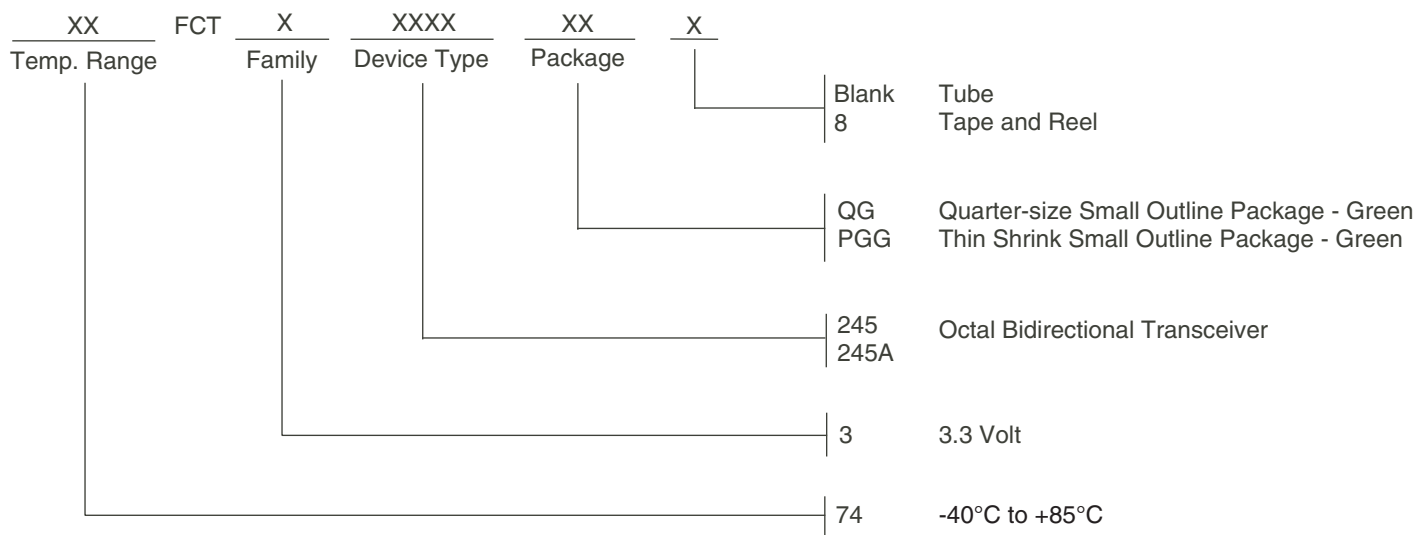 XX FCT X XXXX XX X
Temp. Range Family Device Type Package
Blank Tube
8 Tape and Reel
QG Quarter-size Small Outline Package - Green
PGG Thin Shrink Small Outline Package - Green
245 Octal Bidirectional Transceiver
245A
3 3.3 Volt
74 -40°C to +85°C